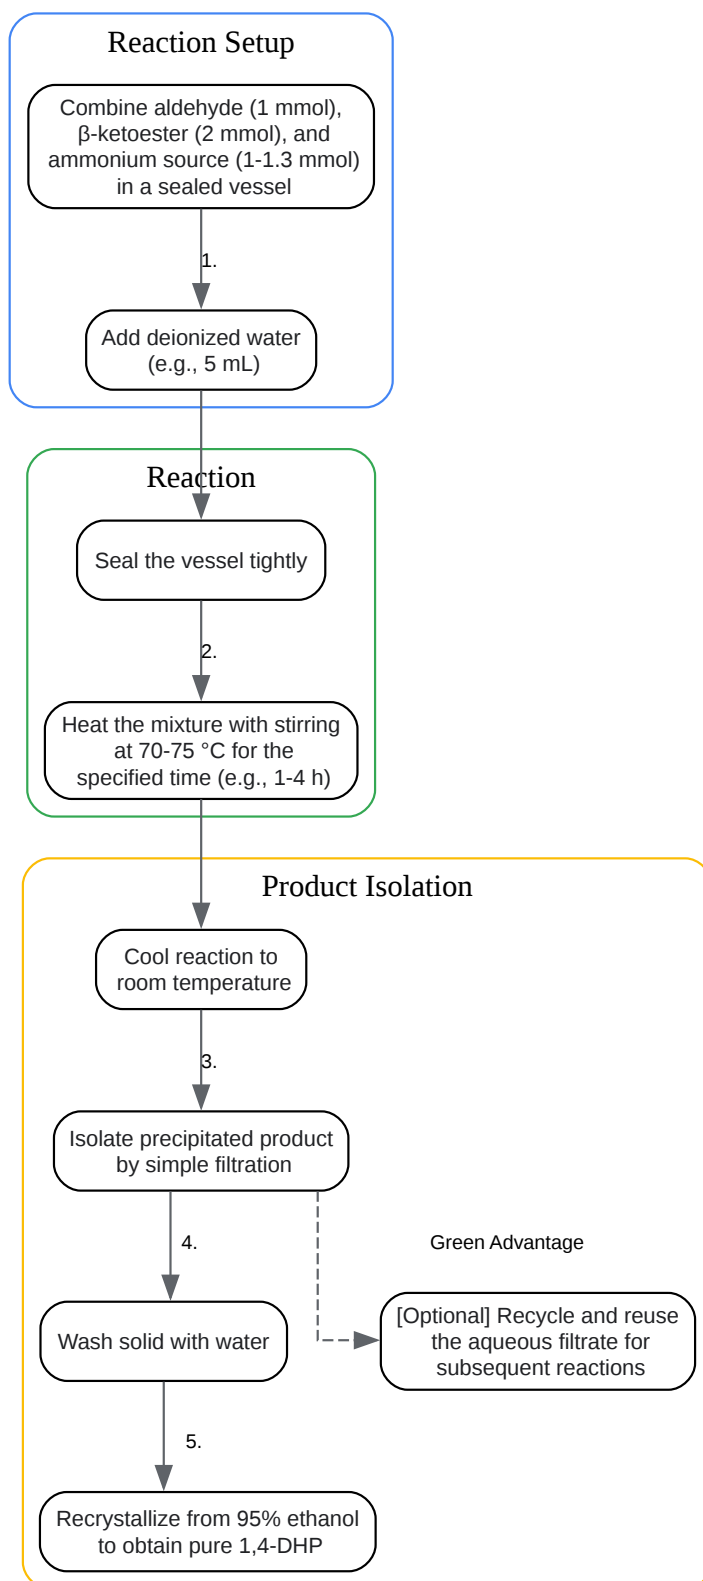 Reaction Setup
Combine aldehyde (1 mmol),
β-ketoester (2 mmol), and
ammonium source (1-1.3 mmol)
in a sealed vessel
1.
Add deionized water
(e.g., 5 mL)
Reaction
Seal the vessel tightly
2.
Heat the mixture with stirring
at 70-75 °C for the
specified time (e.g., 1-4 h)
Product Isolation
Cool reaction to
room temperature
3.
Isolate precipitated product
by simple filtration
4.
Green Advantage
Wash solid with water
[Optional] Recycle and reuse
the aqueous filtrate for
subsequent reactions
5.
Recrystallize from 95% ethanol
to obtain pure 1,4-DHP